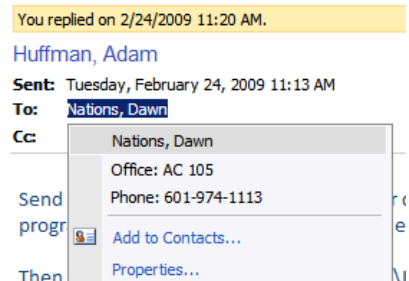 You replied on 2/24/2009 11:20 AM.
Huffman, Adam
Sent: Tuesday, February 24, 2009 11:13 AM
To: Nations, Dawn
Cc:
Nations, Dawn
Office: AC 105
Phone: 601-974-1113
Send
Add to Contacts...
Properties...
Then